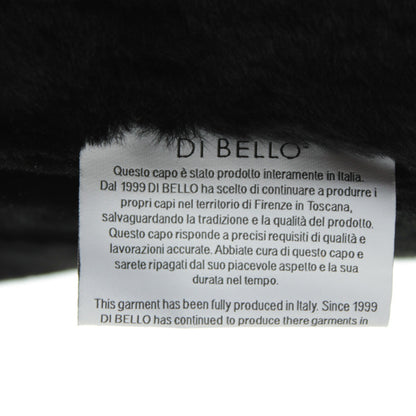 DI BELLO™
Questo capo è stato prodotto interamente in Italia.
Dal 1999 DI BELLO ha scelto di continuare a produrre i
propri capi nel territorio di Firenze in Toscana,
salvaguardando la tradizione e la qualità del prodotto.
Questo capo risponde a precisi requisiti di qualità e
lavorazioni accurate. Abbiate cura di questo capo e
sarete ripagati dal suo piacevole aspetto e la sua
durata nel tempo.
This garment has been fully produced in Italy. Since 1999
DI BELLO has continued to produce there garments in